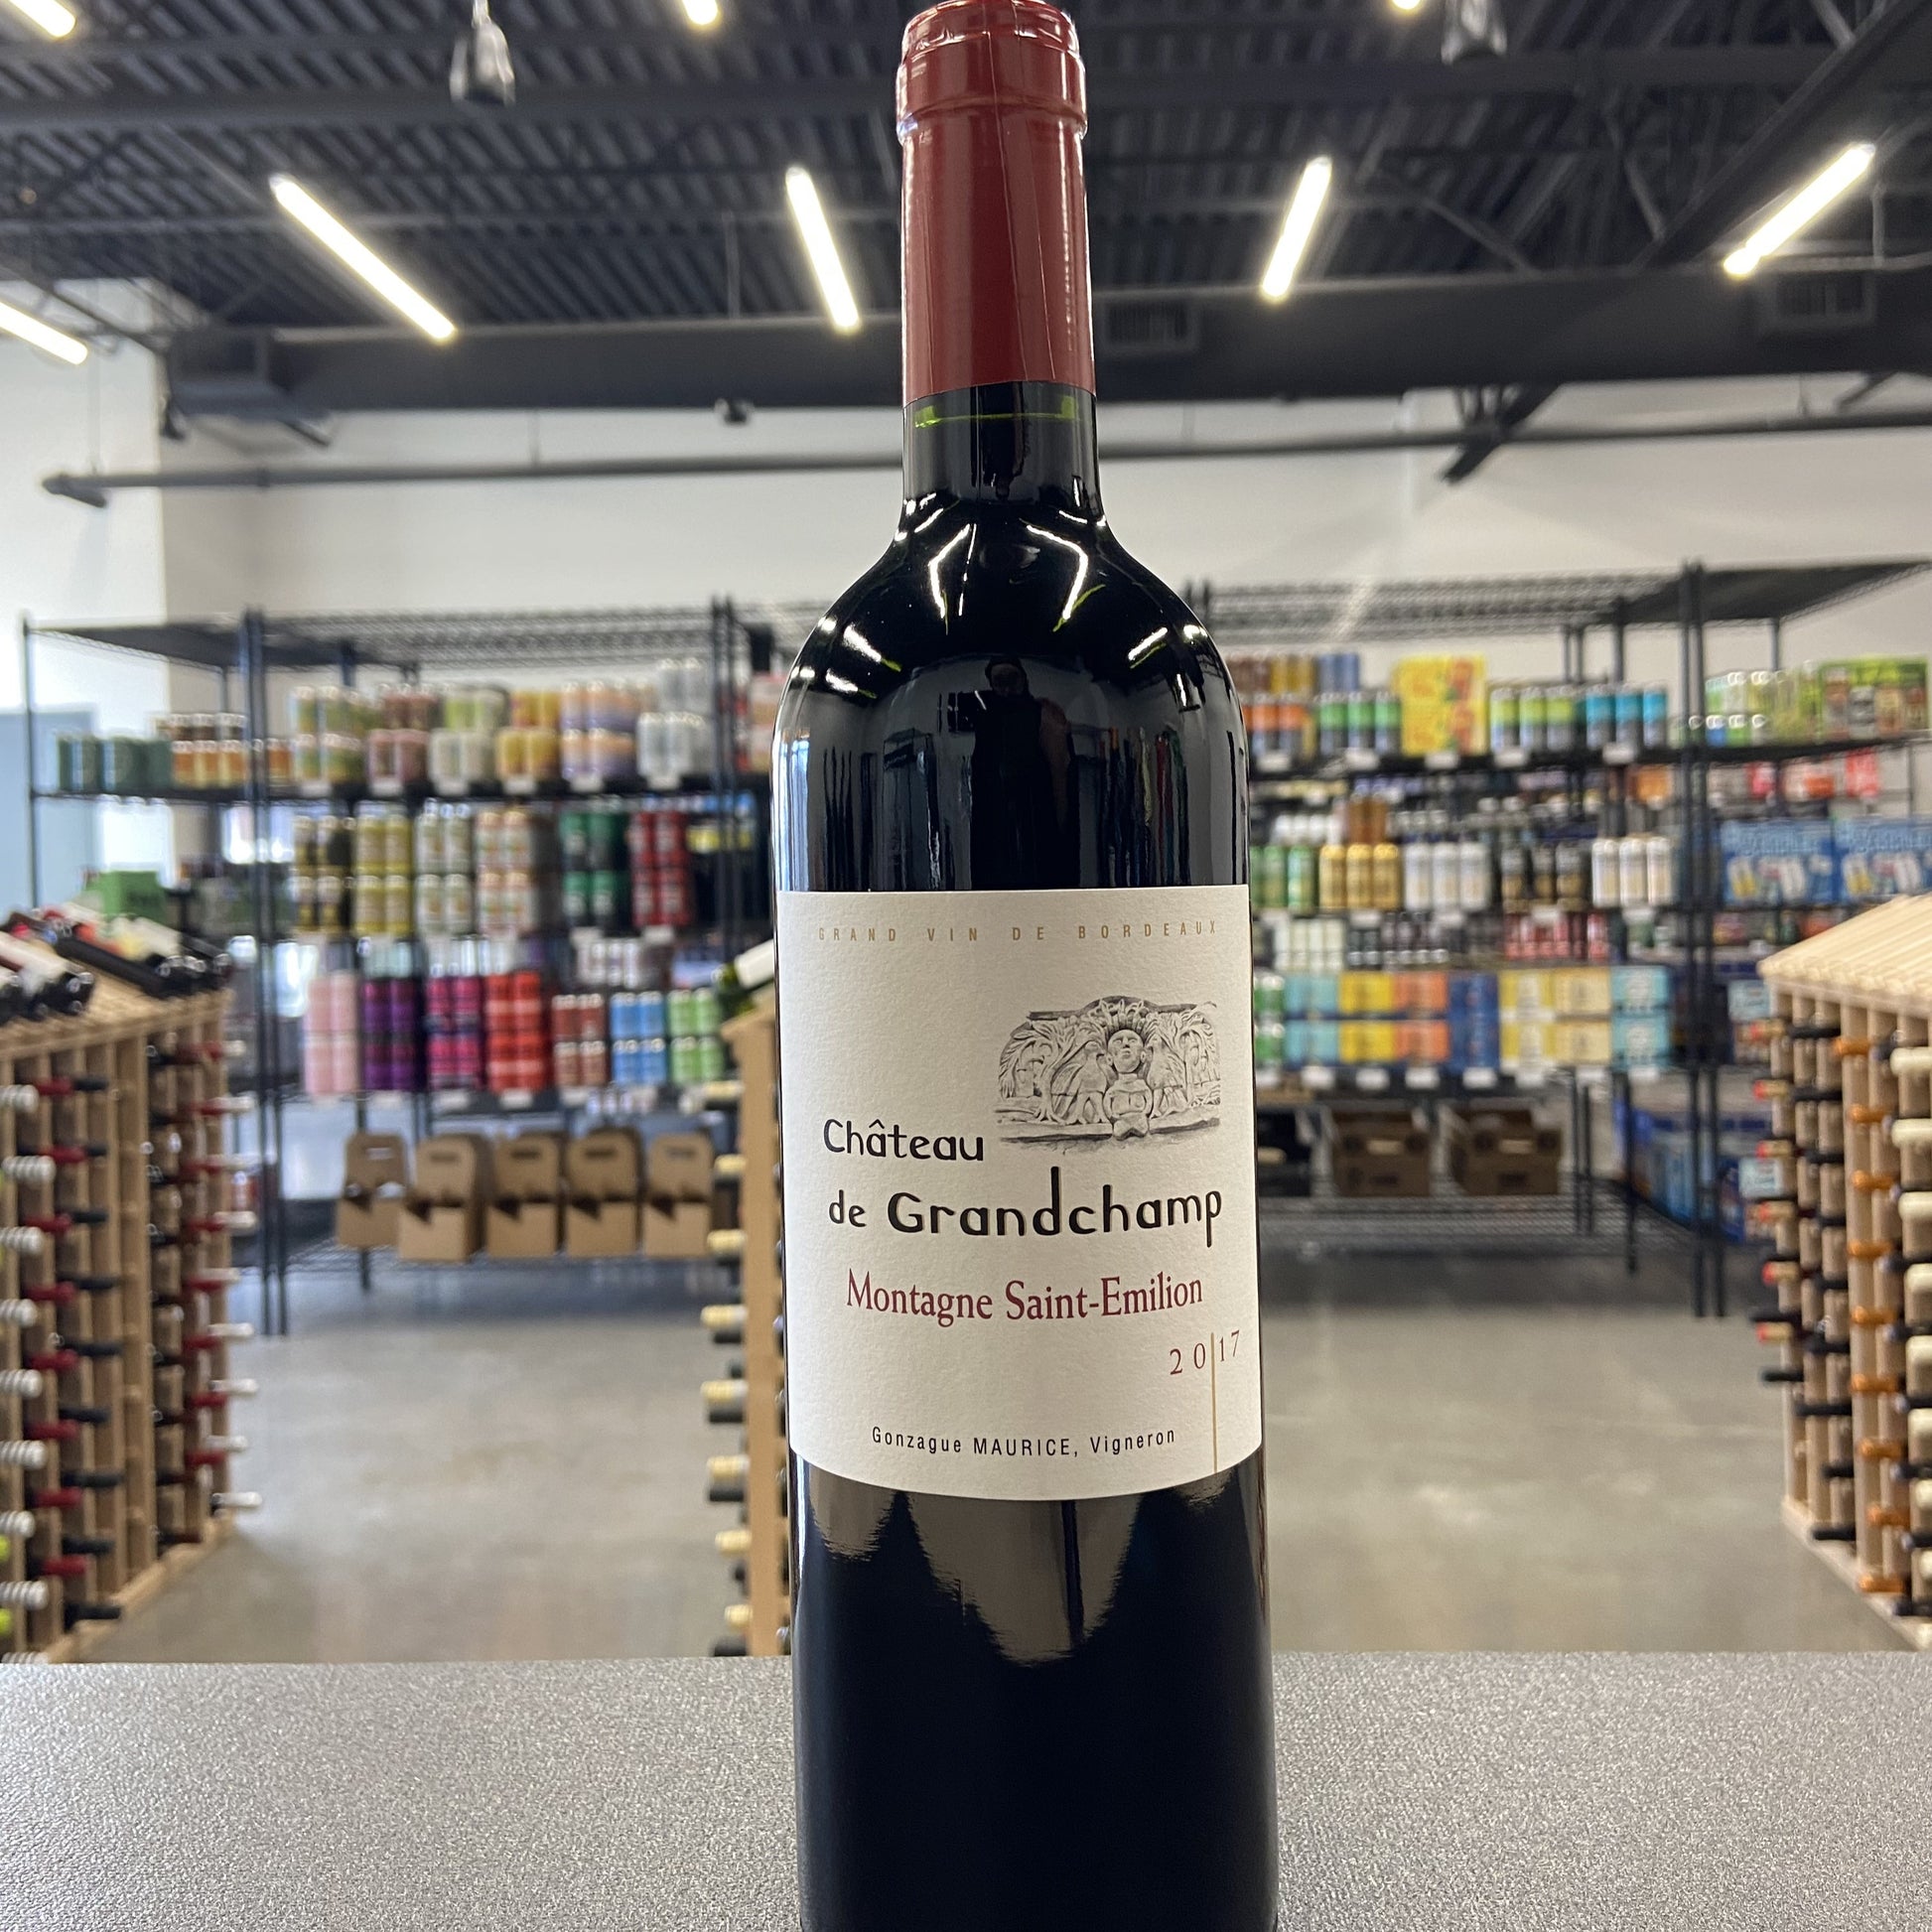 GRAND VIN DE BORDEAUX
Château
de Grandchamp
Montagne Saint-Emilion
2017
Gonzague MAURICE, Vigneron